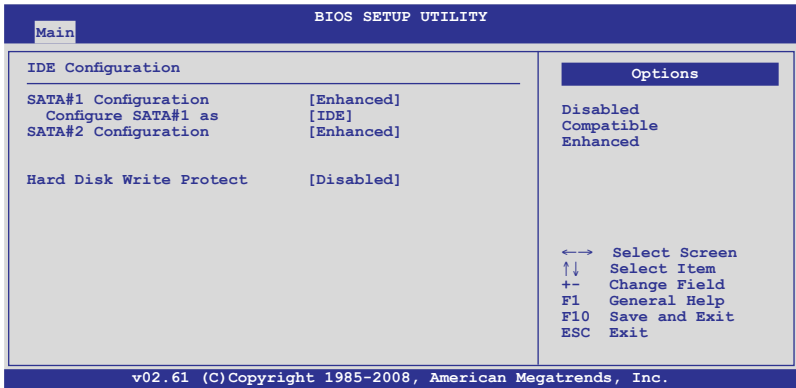 BIOS SETUP UTILITY
Main
IDE Configuration
SATA#1 Configuration [Enhanced]
Configure SATA#1 as [IDE]
SATA#2 Configuration [Enhanced]
Hard Disk Write Protect [Disabled]
Options
Disabled
Compatible
Enhanced
←→ Select Screen
↑↓ Select Item
+- Change Field
F1 General Help
F10 Save and Exit
ESC Exit
v02.61 (C)Copyright 1985-2008, American Megatrends, Inc.